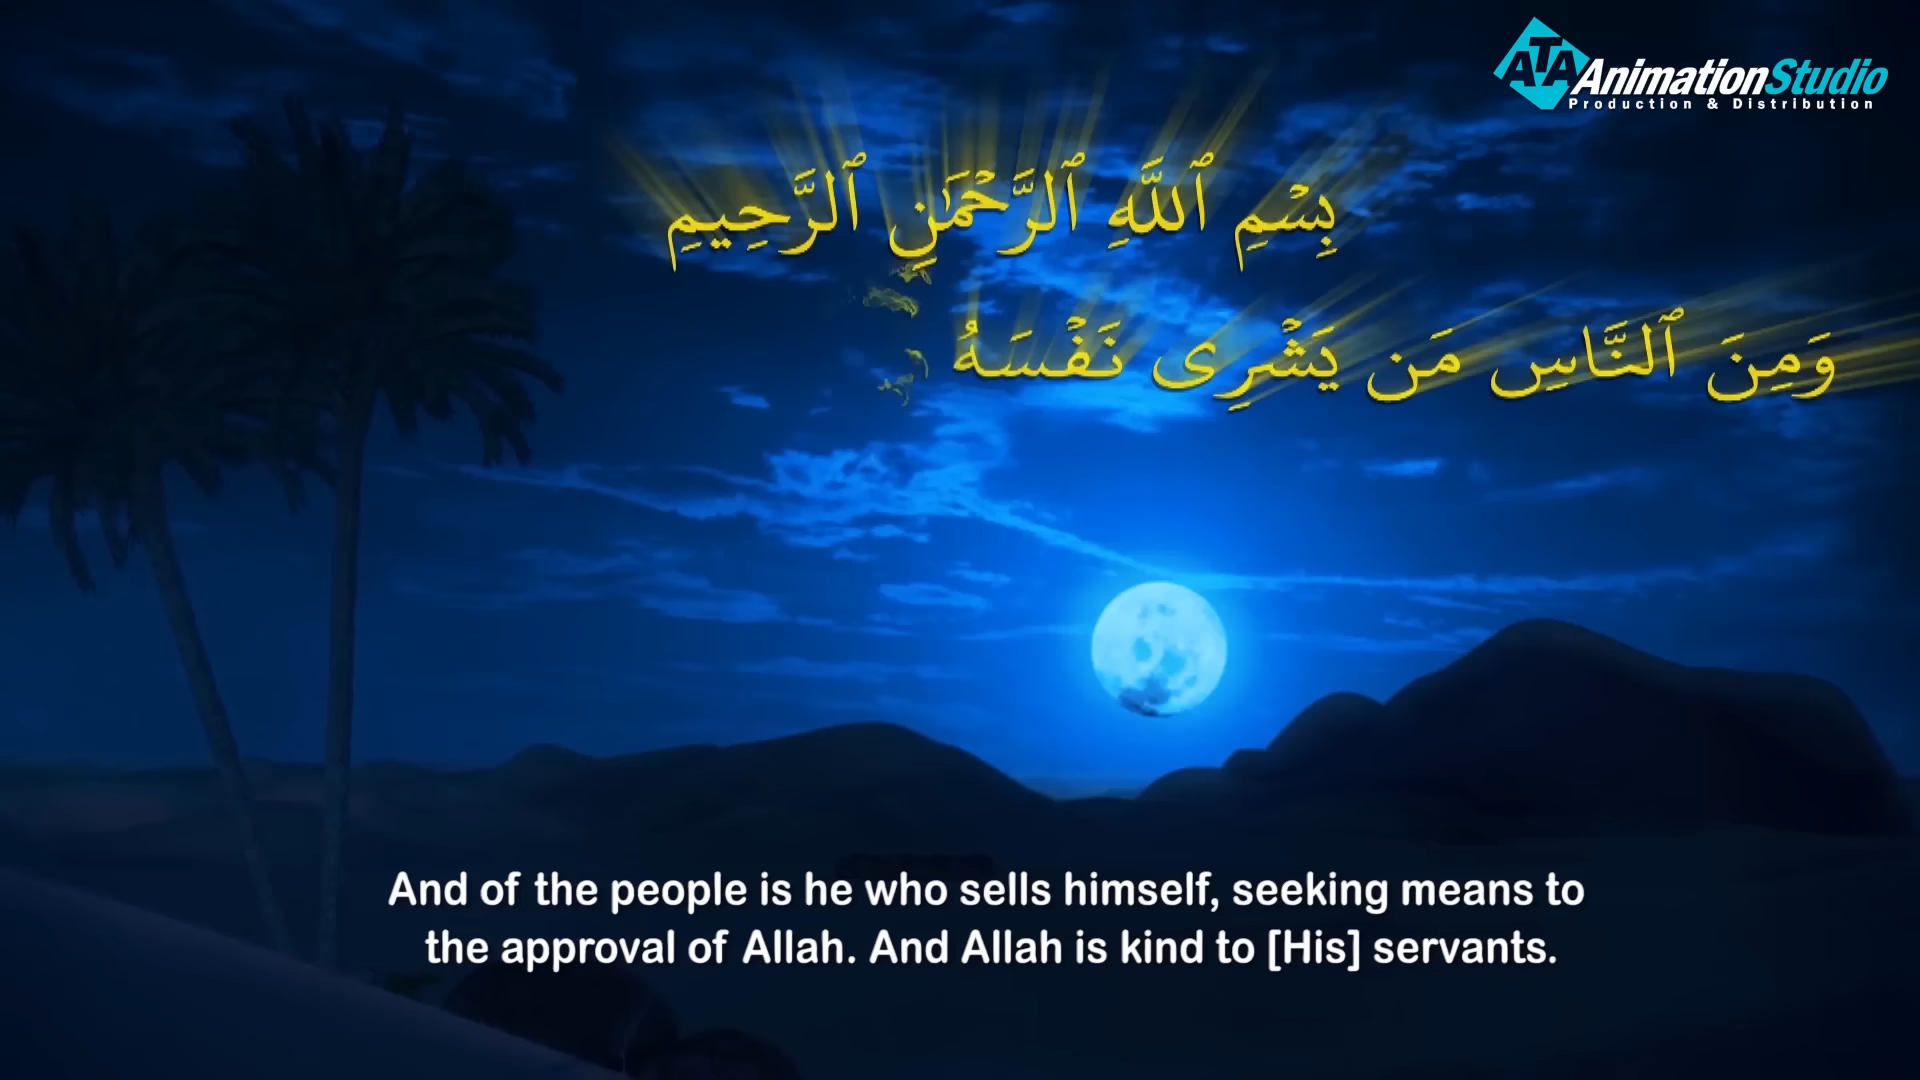 ATA AnimationStudio
Production & Distribution
بِسْمِ ٱللَّهِ ٱلرَّحْمَٰنِ ٱلرَّحِيمِ
وَمِنَ ٱلنَّاسِ مَن يَشْرِى نَفْسَهُ
And of the people is he who sells himself, seeking means to
the approval of Allah. And Allah is kind to [His] servants.